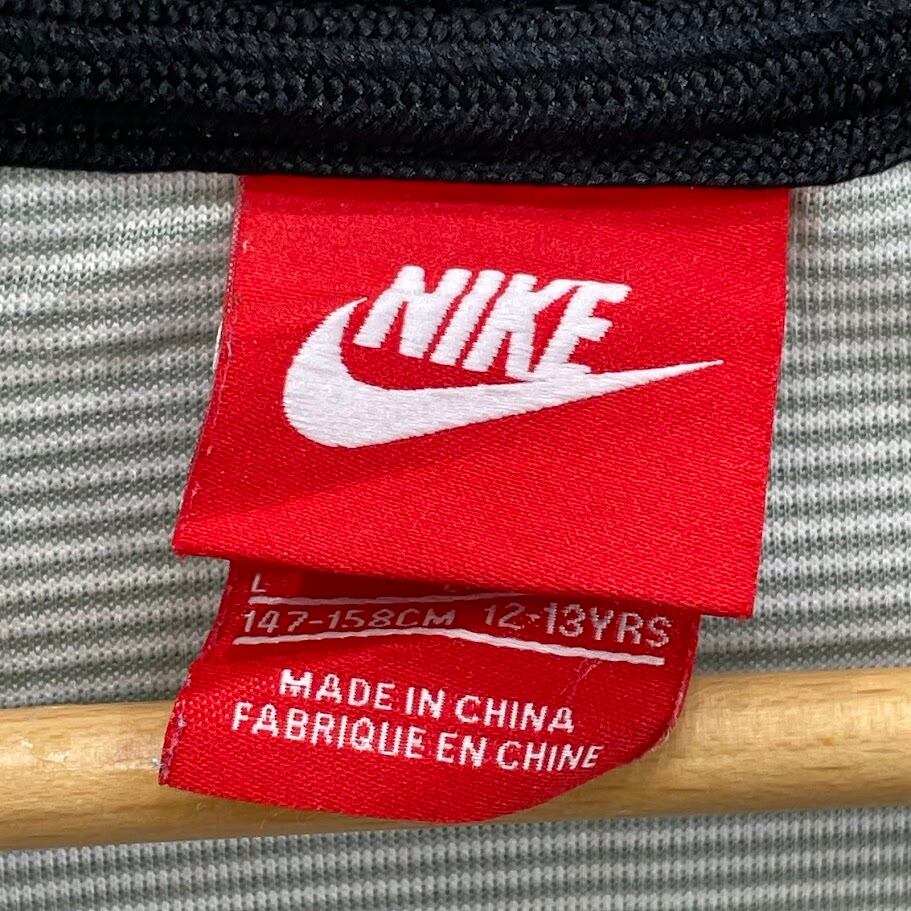 NIKE
L
147-158CM 12-13YRS
MADE IN CHINA
FABRIQUE EN CHINE